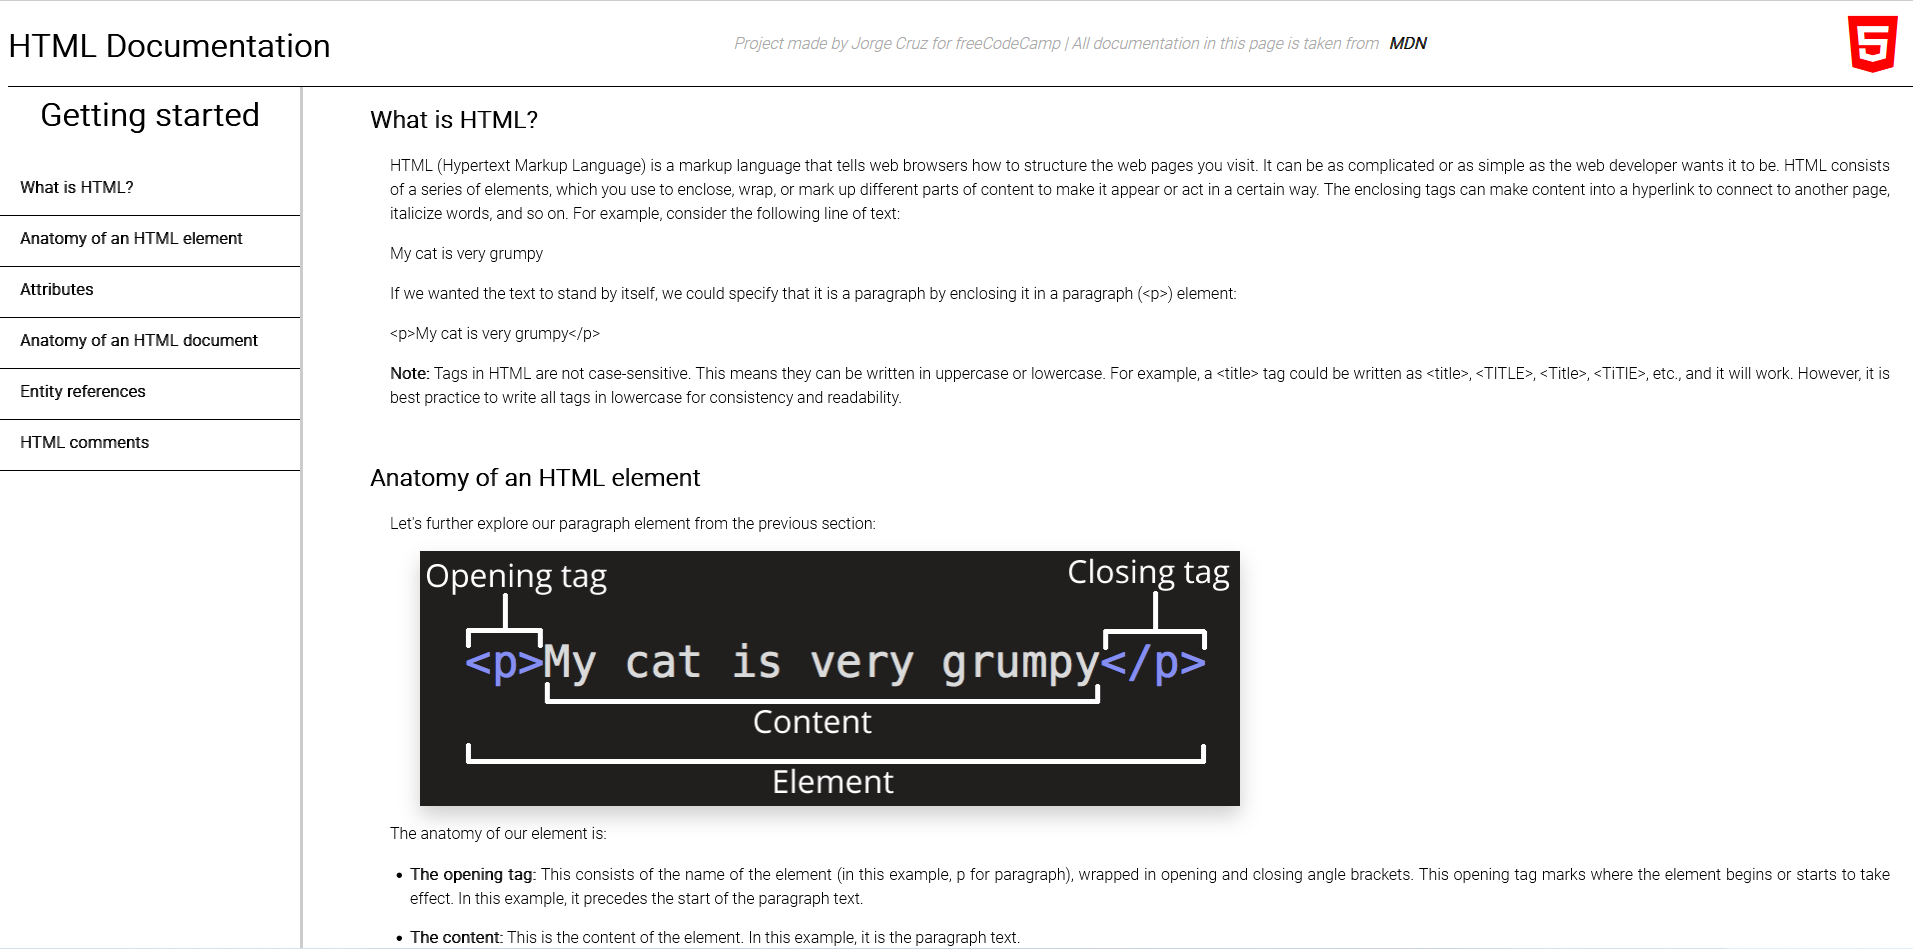 HTML Documentation
Project made by Jorge Cruz for freeCodeCamp | All documentation in this page is taken from MDN
5
Getting started
What is HTML?
Anatomy of an HTML element
Attributes
Anatomy of an HTML document
Entity references
HTML comments
What is HTML?
HTML (Hypertext Markup Language) is a markup language that tells web browsers how to structure the web pages you visit. It can be as complicated or as simple as the web developer wants it to be. HTML consists
of a series of elements, which you use to enclose, wrap, or mark up different parts of content to make it appear or act in a certain way. The enclosing tags can make content into a hyperlink to connect to another page,
italicize words, and so on. For example, consider the following line of text:
My cat is very grumpy
If we wanted the text to stand by itself, we could specify that it is a paragraph by enclosing it in a paragraph (<p>) element:
<p>My cat is very grumpy</p>
Note: Tags in HTML are not case-sensitive. This means they can be written in uppercase or lowercase. For example, a <title> tag could be written as <title>, <TITLE>, <Title>, <TiTlE>, etc., and it will work. However, it is
best practice to write all tags in lowercase for consistency and readability.
Anatomy of an HTML element
Let's further explore our paragraph element from the previous section:
Opening tag Closing tag
<p>My cat is very grumpy</p>
Content
Element
The anatomy of our element is:
• The opening tag: This consists of the name of the element (in this example, p for paragraph), wrapped in opening and closing angle brackets. This opening tag marks where the element begins or starts to take
effect. In this example, it precedes the start of the paragraph text.
• The content: This is the content of the element. In this example, it is the paragraph text.